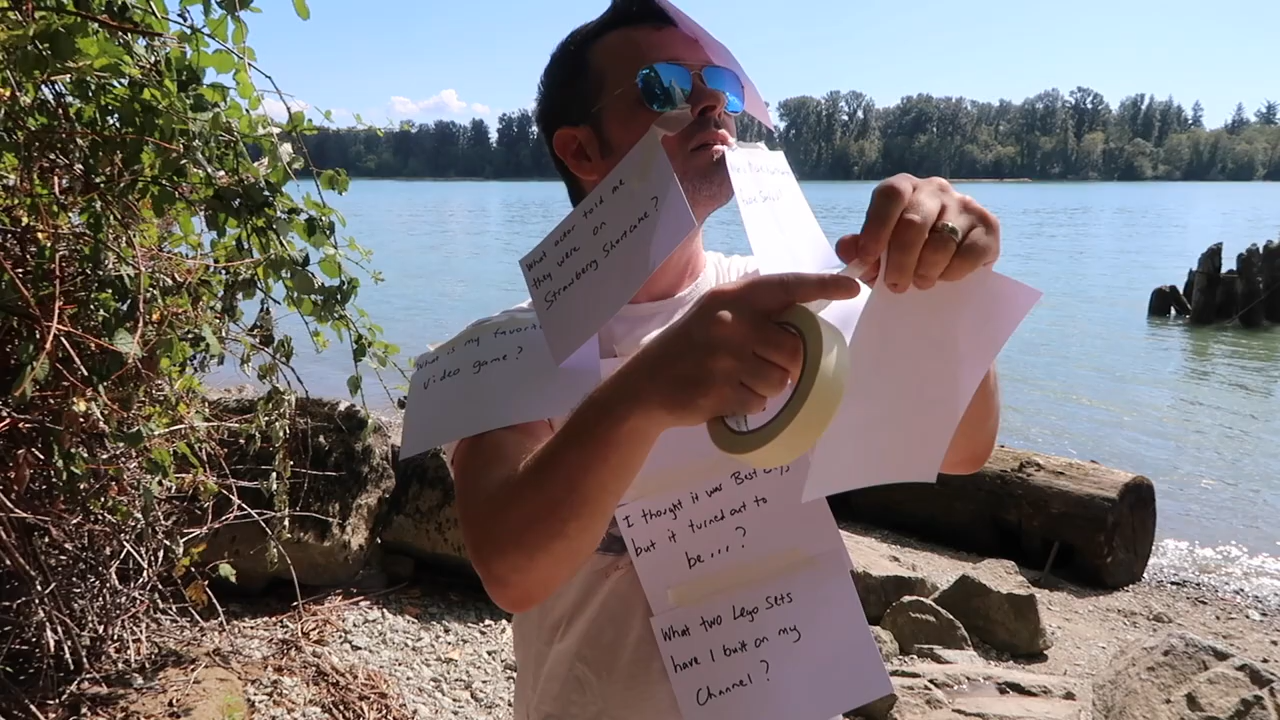 What actor told me
they were on
Strawberry Shortcake?
What is my favorite
video game?
I thought it was Best Guys
but it turned out to
be....?
What two Lego Sets
have I built on my
Channel?